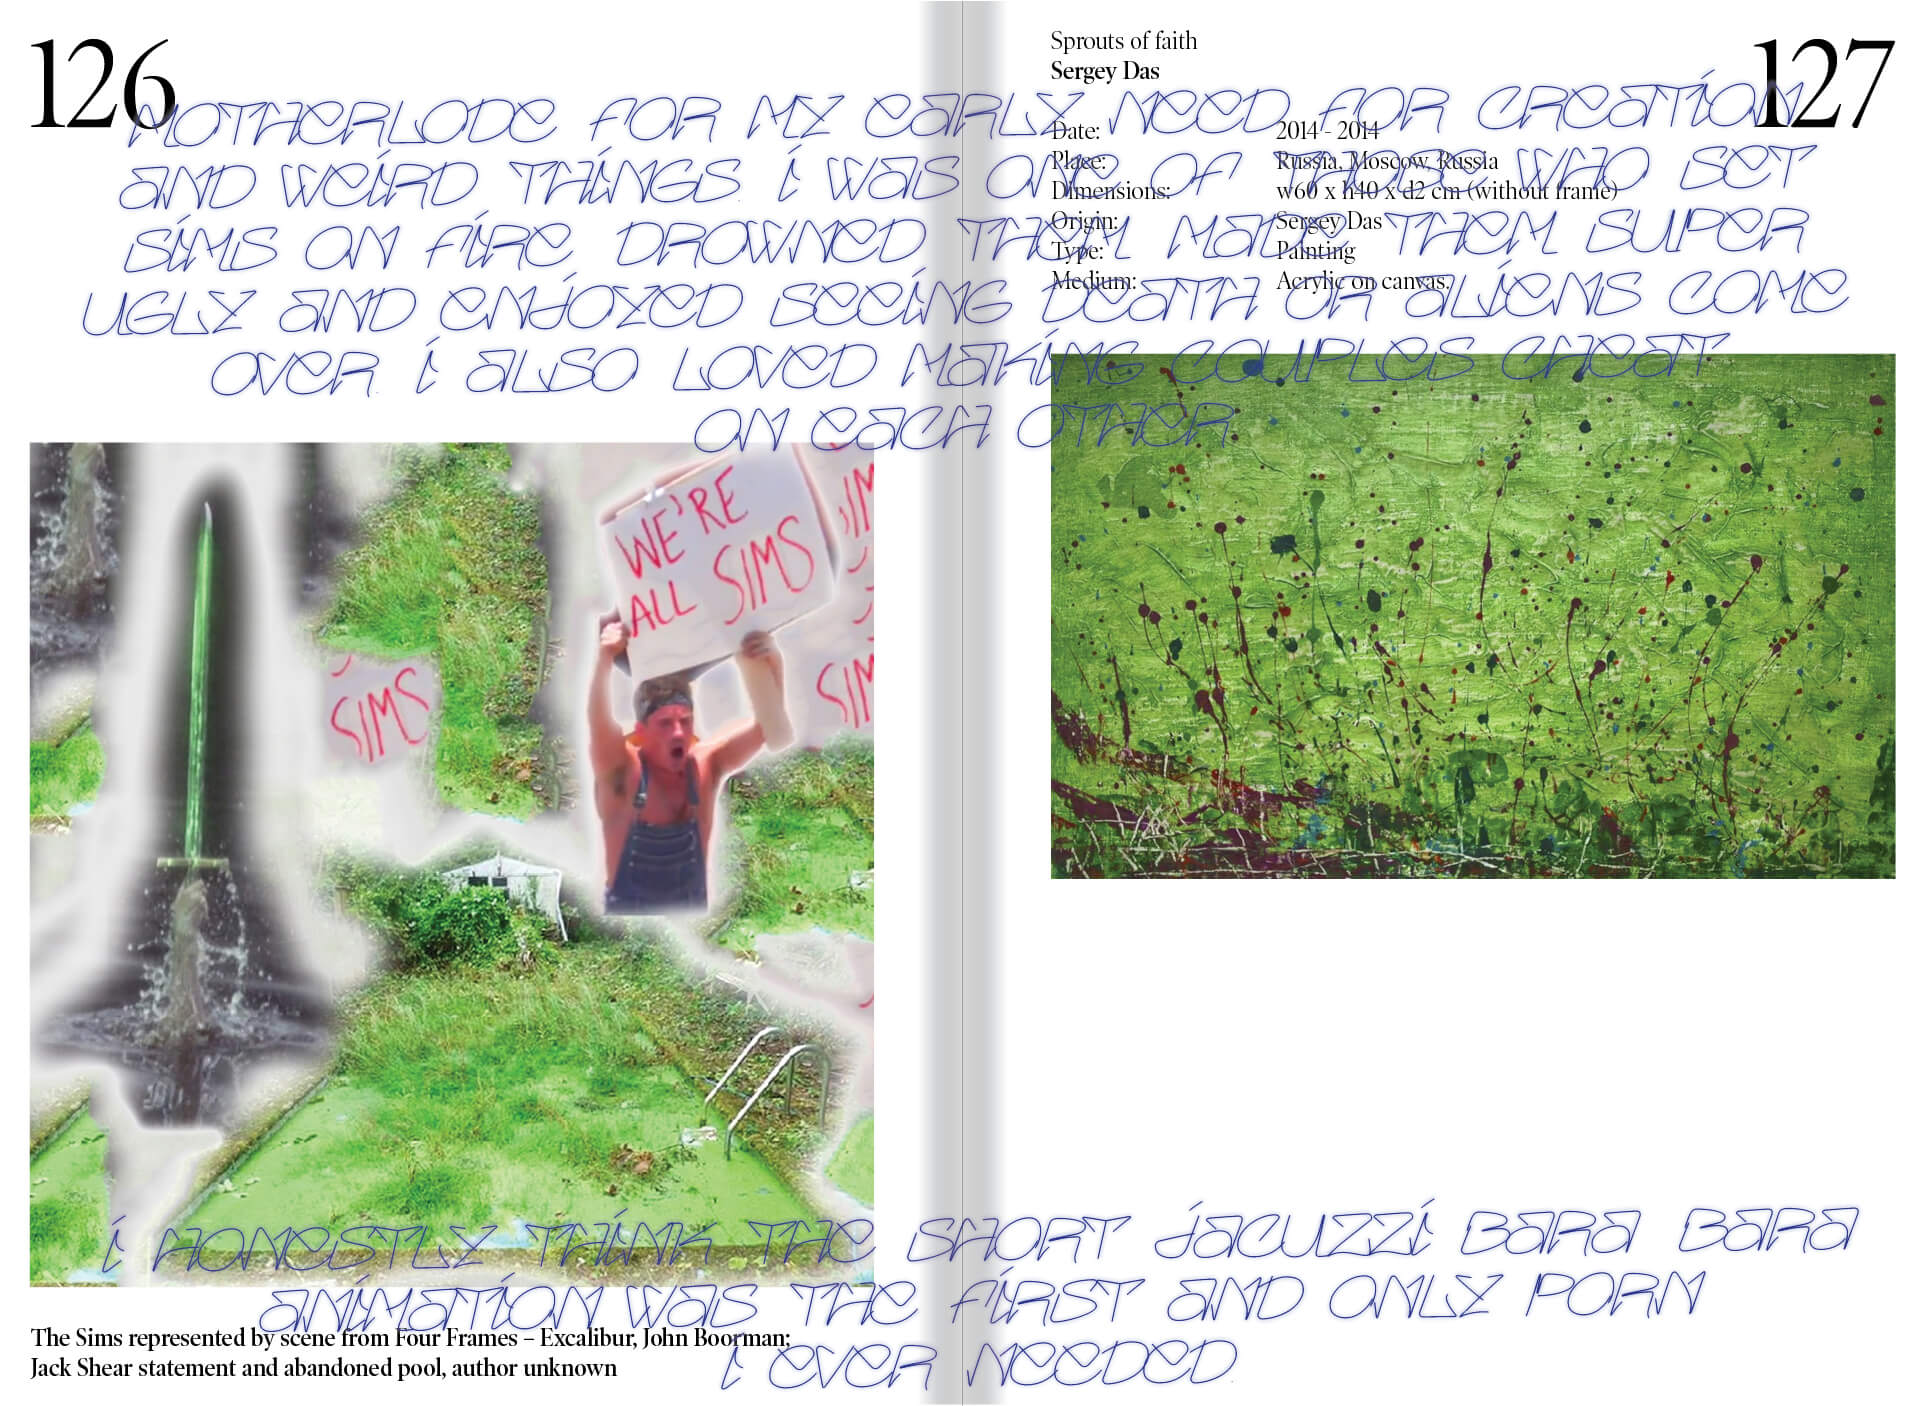 126
127
Sprouts of faith
Sergey Das
Date: 2014 - 2014
Place: Russia, Moscow, Russia
Dimensions: w60 x h40 x d2 cm (without frame)
Origin: Sergey Das
Type: Painting
Medium: Acrylic on canvas.
MOTHERLODE FOR MY EARLY NEED FOR CREATION
AND WEIRD THINGS. I WAS ONE OF THOSE WHO SET
SIMS ON FIRE DROWNED THEM MADE THEM SUPER
UGLY AND ENJOYED SEEING DEATH OR ALIENS COME
OVER. I ALSO LOVED MAKING COUPLES CHEAT
ON EACH OTHER
WE'RE
ALL SIMS
SIMS
I HONESTLY THINK THE SHORT JACUZZI BARA BARA
ANIMATION WAS THE FIRST AND ONLY PORN
I EVER NEEDED.
The Sims represented by scene from Four Frames – Excalibur, John Boorman;
Jack Shear statement and abandoned pool, author unknown